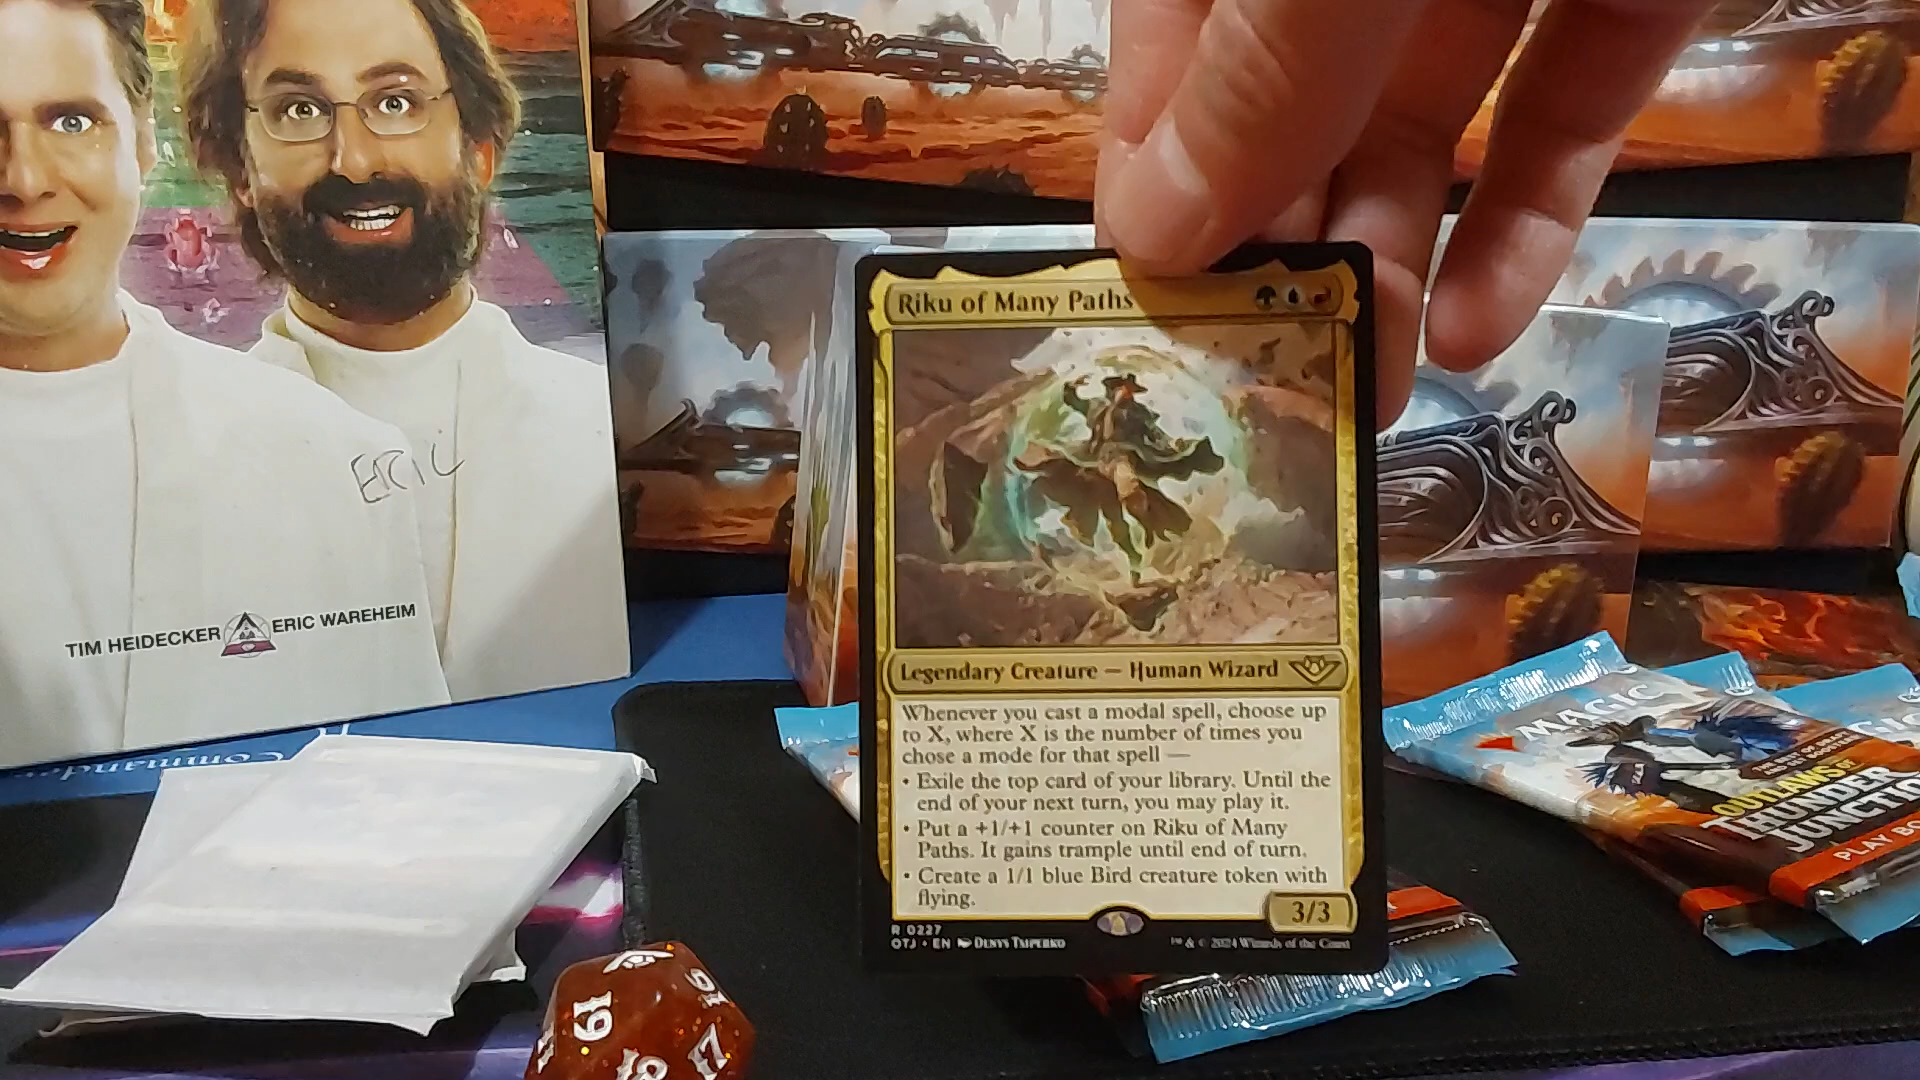 ERIC
TIM HEIDECKER ERIC WAREHEIM
Commander
Riku of Many Paths
Legendary Creature — Human Wizard
Whenever you cast a modal spell, choose up
to X, where X is the number of times you
chose a mode for that spell —
• Exile the top card of your library. Until the
end of your next turn, you may play it.
• Put a +1/+1 counter on Riku of Many
Paths. It gains trample until end of turn.
• Create a 1/1 blue Bird creature token with
flying.
3/3
R 0227
OTJ • EN Denys Tsiperko
™ & © 2024 Wizards of the Coast
MAGIC
OUTLAWS OF
THUNDER
JUNCTION
PLAY BO
19
16
17
18